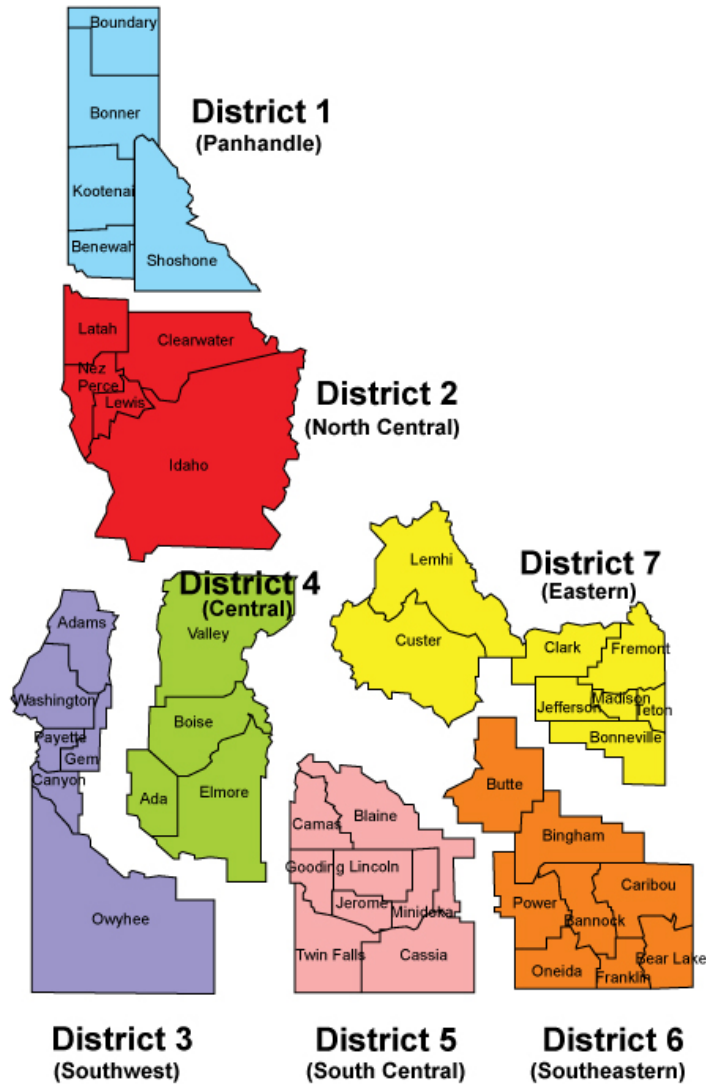 Boundary
Bonner
District 1
(Panhandle)
Kootenai
Benewah
Shoshone
Latah
Clearwater
Nez
Perce
Lewis
District 2
(North Central)
Idaho
Lemhi
District 7
(Eastern)
Custer
Clark
Fremont
Madison
Jefferson
Teton
Bonneville
District 4
(Central)
Adams
Valley
Washington
Boise
Payette
Gem
Canyon
Ada
Elmore
Owyhee
Butte
Blaine
Camas
Bingham
Gooding
Lincoln
Caribou
Jerome
Minidoka
Power
Bannock
Twin Falls
Cassia
Bear Lake
Oneida
Franklin
District 3
(Southwest)
District 5
(South Central)
District 6
(Southeastern)